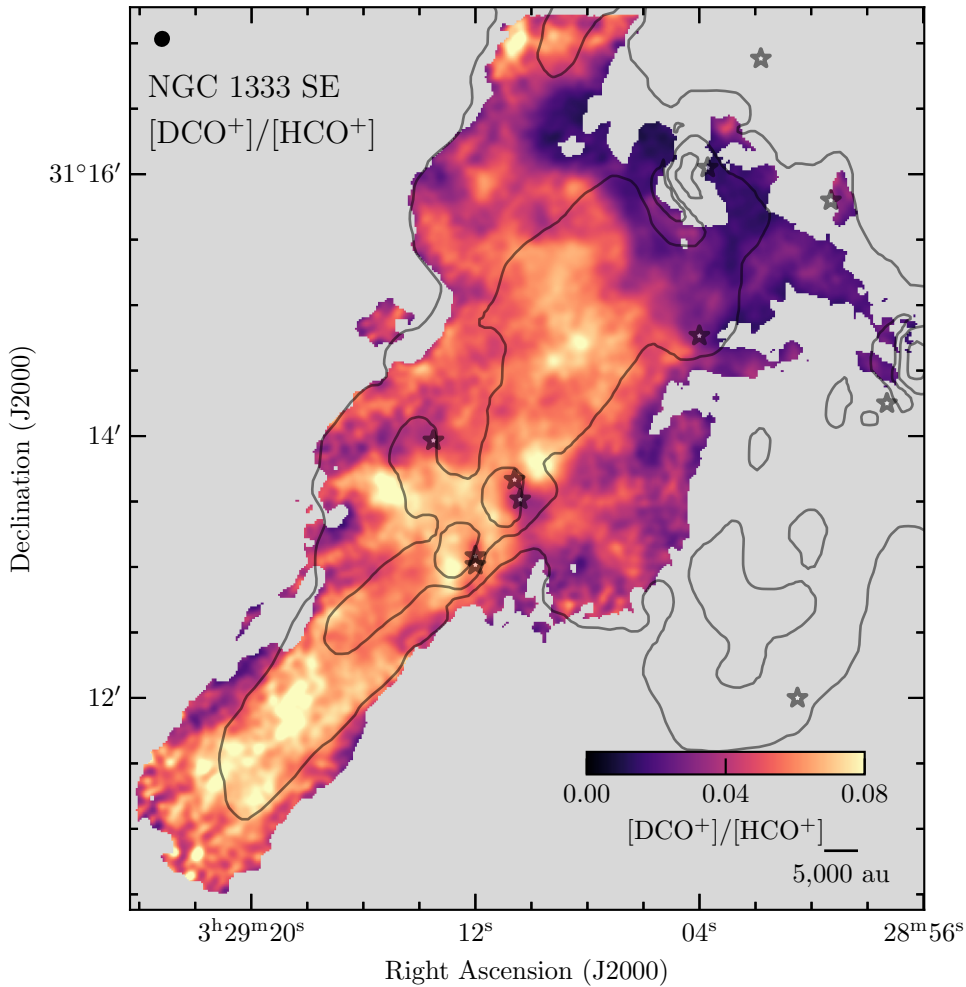 NGC 1333 SE
[DCO⁺]/[HCO⁺]
31°16′
14′
12′
Declination (J2000)
0.00 0.04 0.08
[DCO⁺]/[HCO⁺]
5,000 au
3ʰ29ᵐ20ˢ 12ˢ 04ˢ 28ᵐ56ˢ
Right Ascension (J2000)